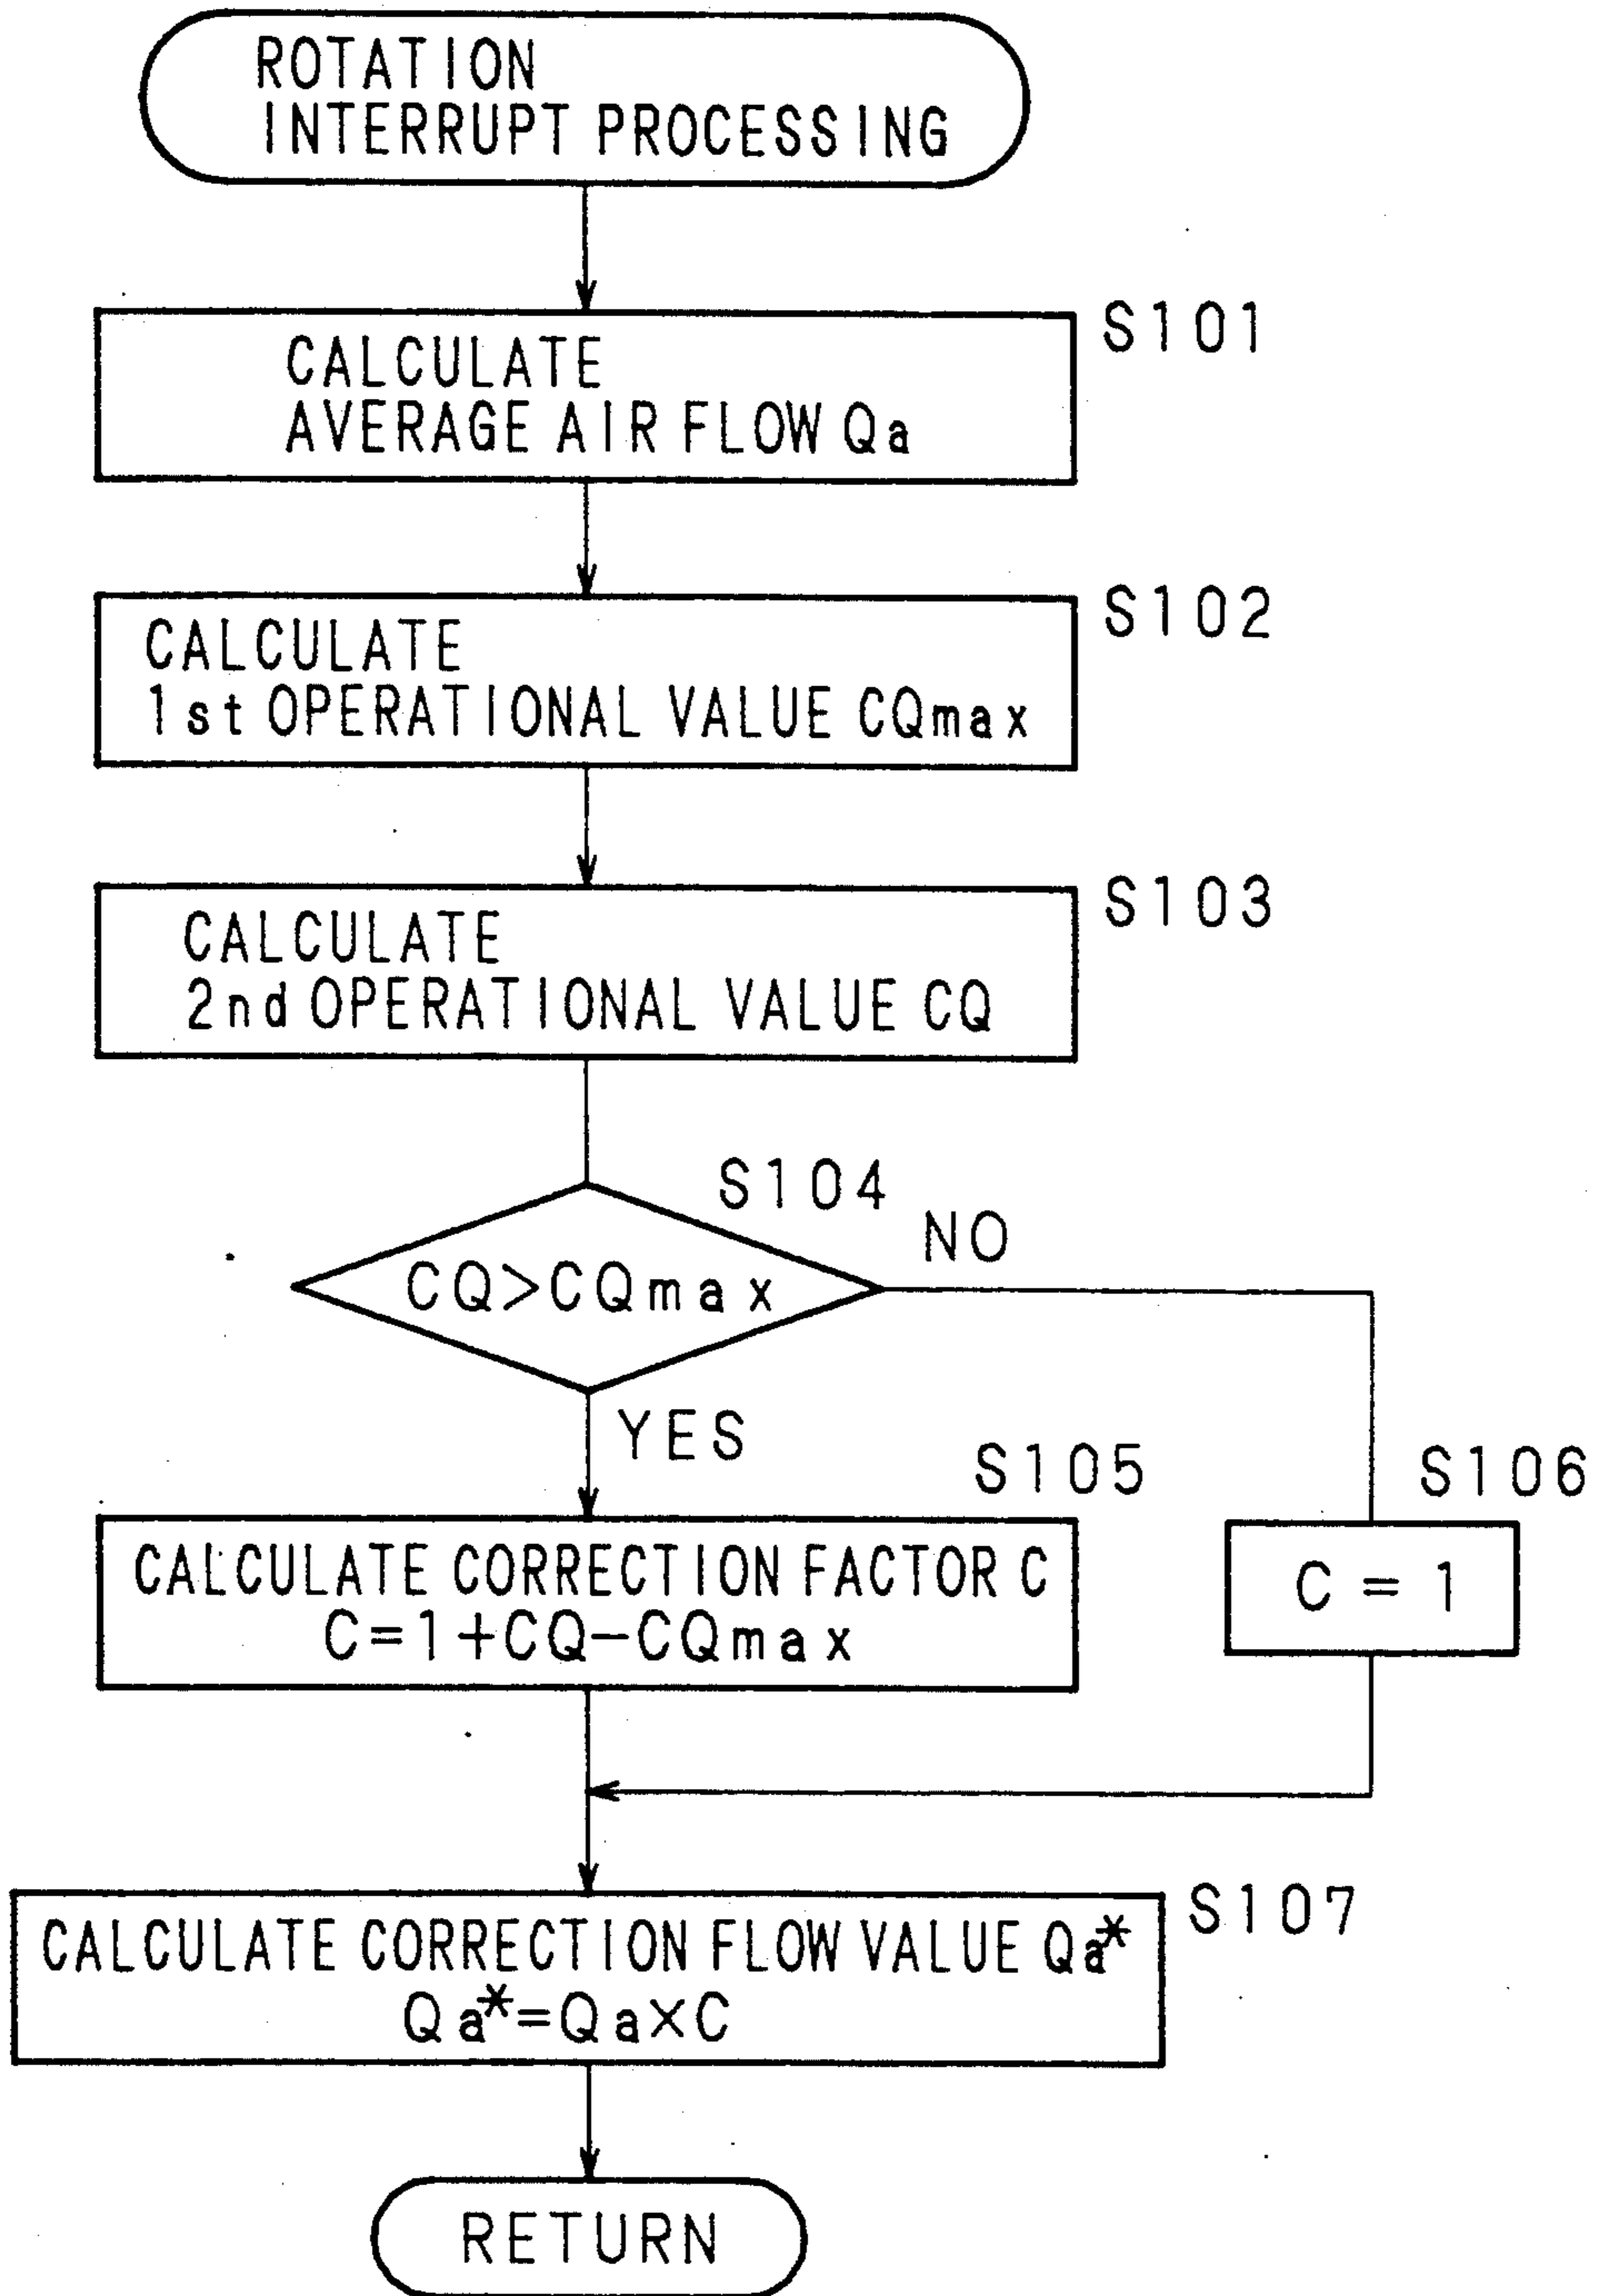 ROTATION
INTERRUPT PROCESSING
S101
CALCULATE
AVERAGE AIR FLOW Qa
S102
CALCULATE
1st OPERATIONAL VALUE CQmax
S103
CALCULATE
2nd OPERATIONAL VALUE CQ
S104
NO
CQ>CQmax
YES
S105
S106
CALCULATE CORRECTION FACTOR C
C=1+CQ-CQmax
C=1
S107
CALCULATE CORRECTION FLOW VALUE Qa*
Qa*=Qa×C
RETURN